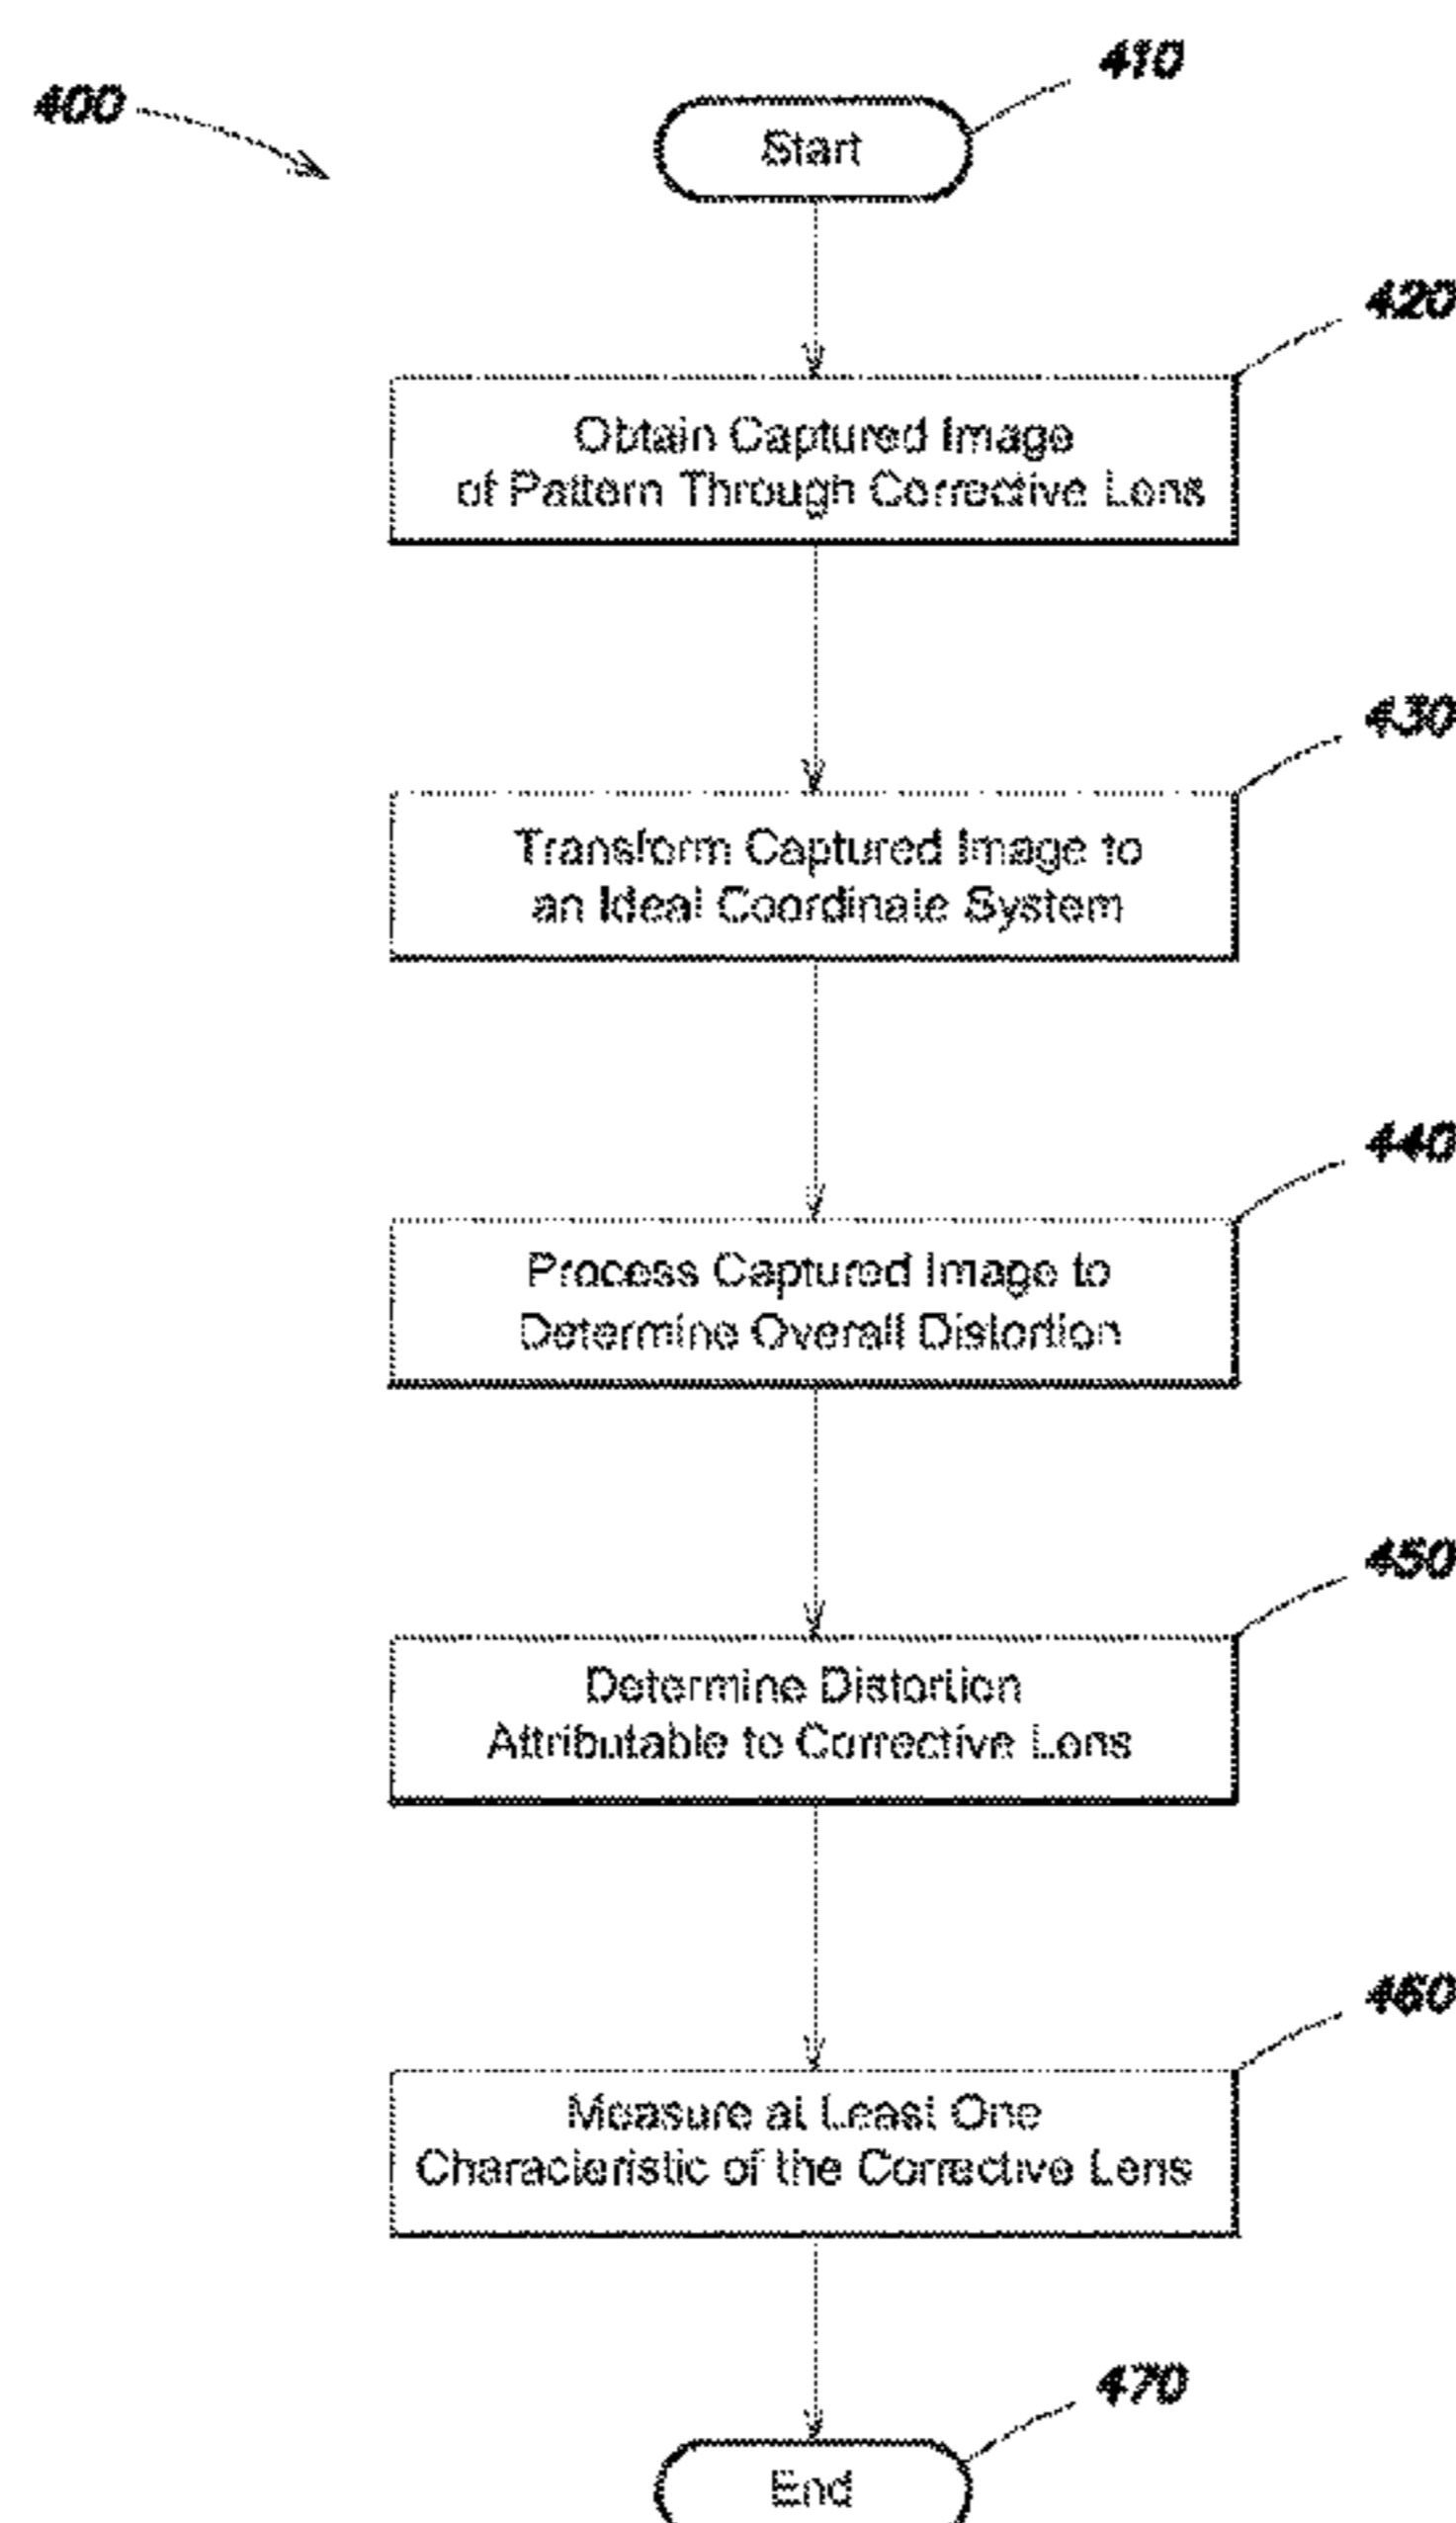 400
410
Start
420
Obtain Captured Image
of Pattern Through Corrective Lens
430
Transform Captured Image to
an Ideal Coordinate System
440
Process Captured Image to
Determine Overall Distortion
450
Determine Distortion
Attributable to Corrective Lens
460
Measure at Least One
Characteristic of the Corrective Lens
470
End